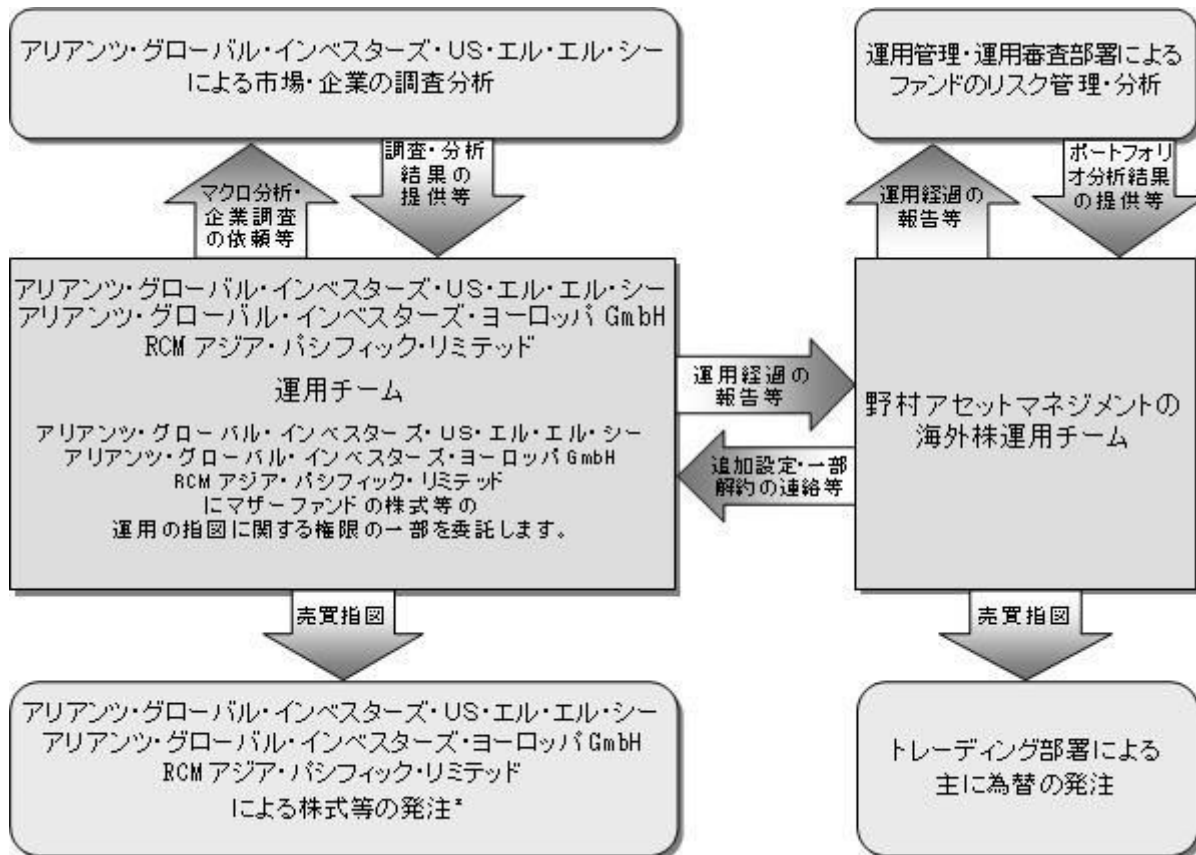 アリアンツ・グローバル・インベスターズ・US・エル・エル・シー
による市場・企業の調査分析
運用管理・運用審査部署による
ファンドのリスク管理・分析
マクロ分析・
企業調査
の依頼等
調査・分析
結果の
提供等
運用経過の
報告等
ポートフォリ
オ分析結果
の提供等
アリアンツ・グローバル・インベスターズ・US・エル・エル・シー
アリアンツ・グローバル・インベスターズ・ヨーロッパ GmbH
RCM アジア・パシフィック・リミテッド
運用チーム
アリアンツ・グローバル・インベスターズ・US・エル・エル・シー
アリアンツ・グローバル・インベスターズ・ヨーロッパ GmbH
RCM アジア・パシフィック・リミテッド
にマザーファンドの株式等の
運用の指図に関する権限の一部を委託します。
運用経過の
報告等
追加設定・一部
解約の連絡等
野村アセットマネジメントの
海外株運用チーム
売買指図
売買指図
アリアンツ・グローバル・インベスターズ・US・エル・エル・シー
アリアンツ・グローバル・インベスターズ・ヨーロッパ GmbH
RCM アジア・パシフィック・リミテッド
による株式等の発注*
トレーディング部署による
主に為替の発注